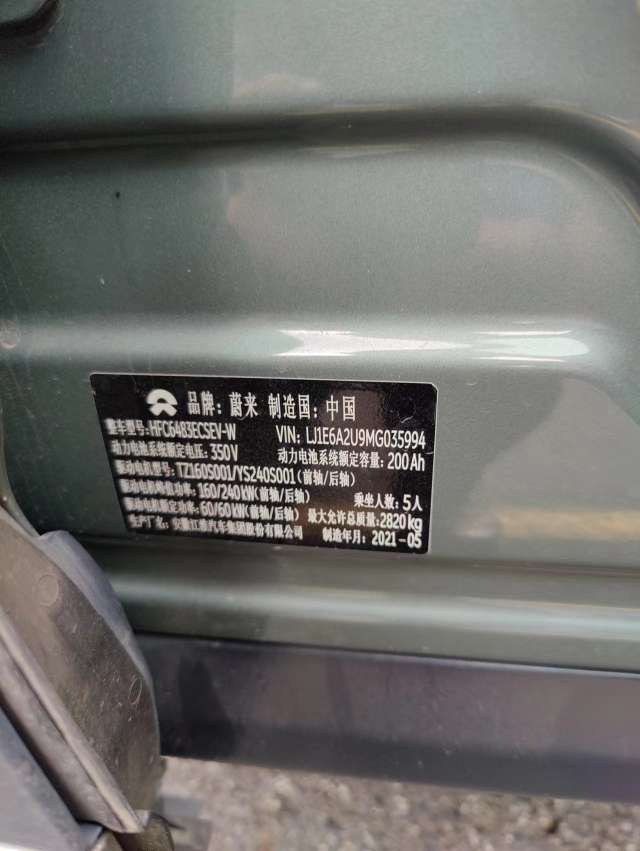 品牌: 蔚来 制造国: 中国
整车型号: HFC6483ECSEV-W VIN: LJ1E6A2U9MG035994
动力电池系统额定电压: 350V 动力电池系统额定容量: 200Ah
驱动电机型号: TZ160S001/YS240S001(前轴/后轴)
驱动电机峰值功率: 160/240kW(前轴/后轴) 乘坐人数: 5人
驱动电机额定功率: 60/60kW(前轴/后轴) 最大允许总质量: 2820kg
生产厂名: 安徽江淮汽车集团股份有限公司 制造年月: 2021-05